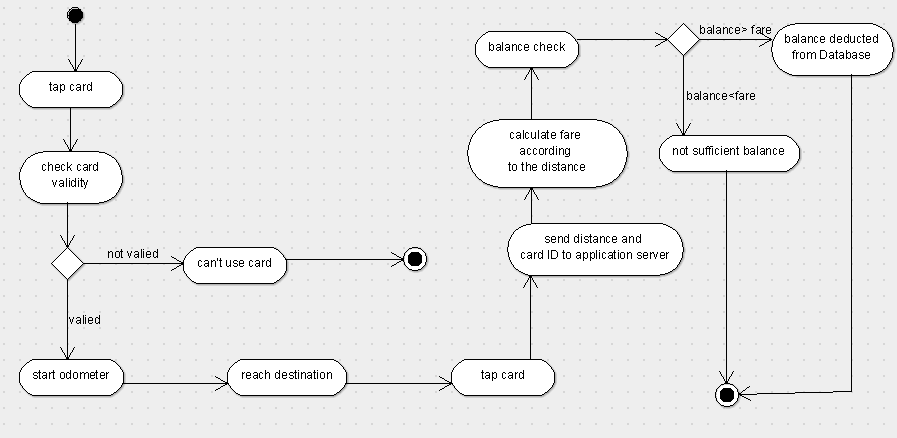 tap card
check card
validity
not valied
can't use card
valied
start odometer
reach destination
tap card
send distance and
card ID to application server
calculate fare
according
to the distance
balance check
balance> fare
balance deducted
from Database
balance<fare
not sufficient balance